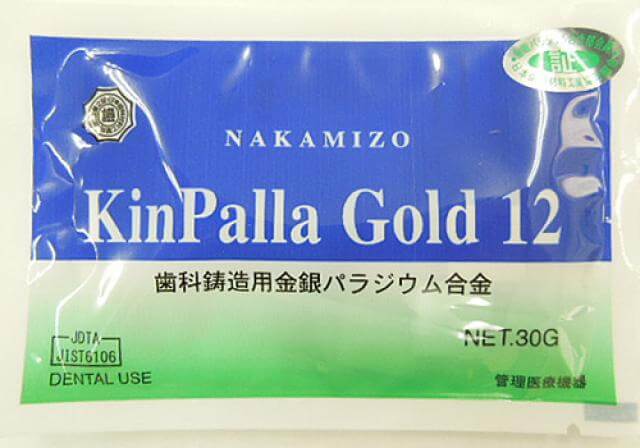 証
NAKAMIZO
KinPalla Gold 12
歯科鋳造用金銀パラジウム合金
JDTA
JIST6106
NET.30G
DENTAL USE
管理医療機器